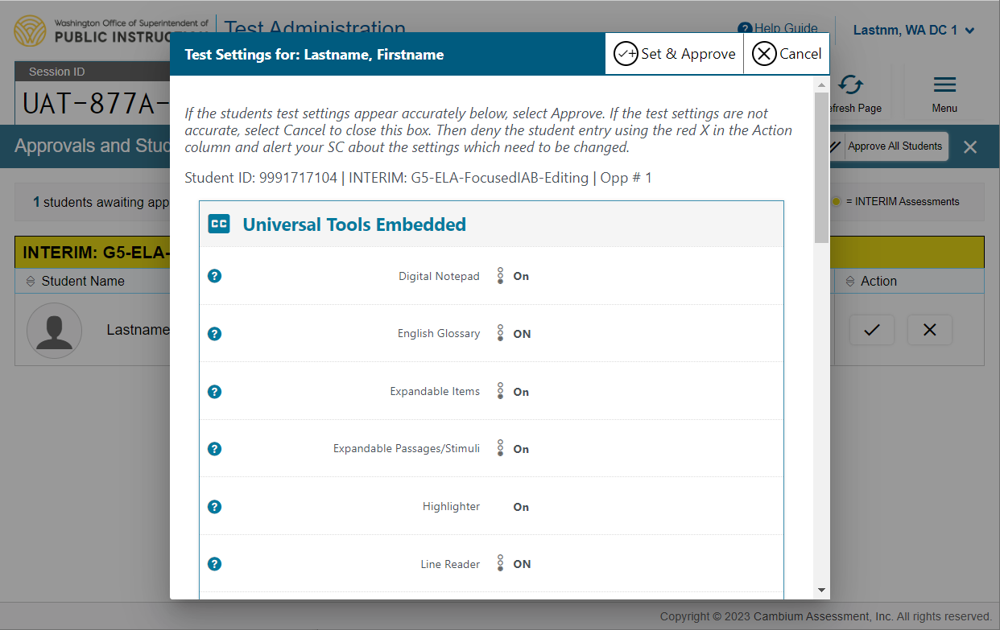 Washington Office of Superintendent of
PUBLIC INSTRUC
Test Administration
Help Guide
Lastnm, WA DC 1
Test Settings for: Lastname, Firstname
Set & Approve
Cancel
Session ID
UAT-877A-
efresh Page
Menu
If the students test settings appear accurately below, select Approve. If the test settings are not
accurate, select Cancel to close this box. Then deny the student entry using the red X in the Action
column and alert your SC about the settings which need to be changed.
Approvals and Stud
Approve All Students
Student ID: 9991717104 | INTERIM: G5-ELA-FocusedIAB-Editing | Opp # 1
1 students awaiting app
= INTERIM Assessments
CC Universal Tools Embedded
INTERIM: G5-ELA-
Student Name
Action
Lastname
? Digital Notepad On
? English Glossary ON
? Expandable Items On
? Expandable Passages/Stimuli On
? Highlighter On
? Line Reader ON
Copyright © 2023 Cambium Assessment, Inc. All rights reserved.